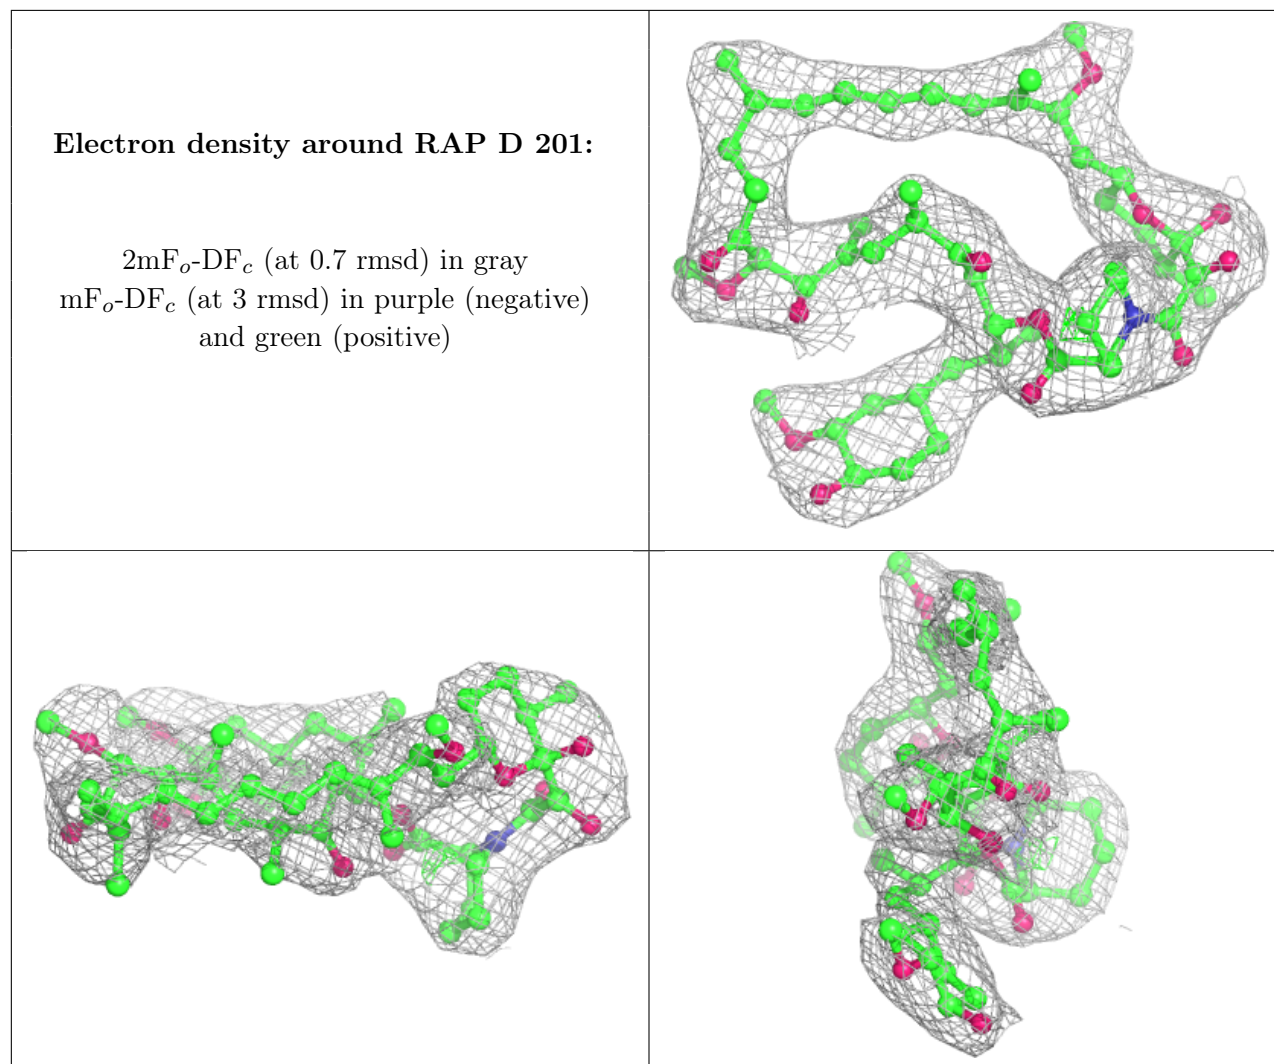 Electron density around RAP D 201:
2mFo-DFc (at 0.7 rmsd) in gray
mFo-DFc (at 3 rmsd) in purple (negative)
and green (positive)